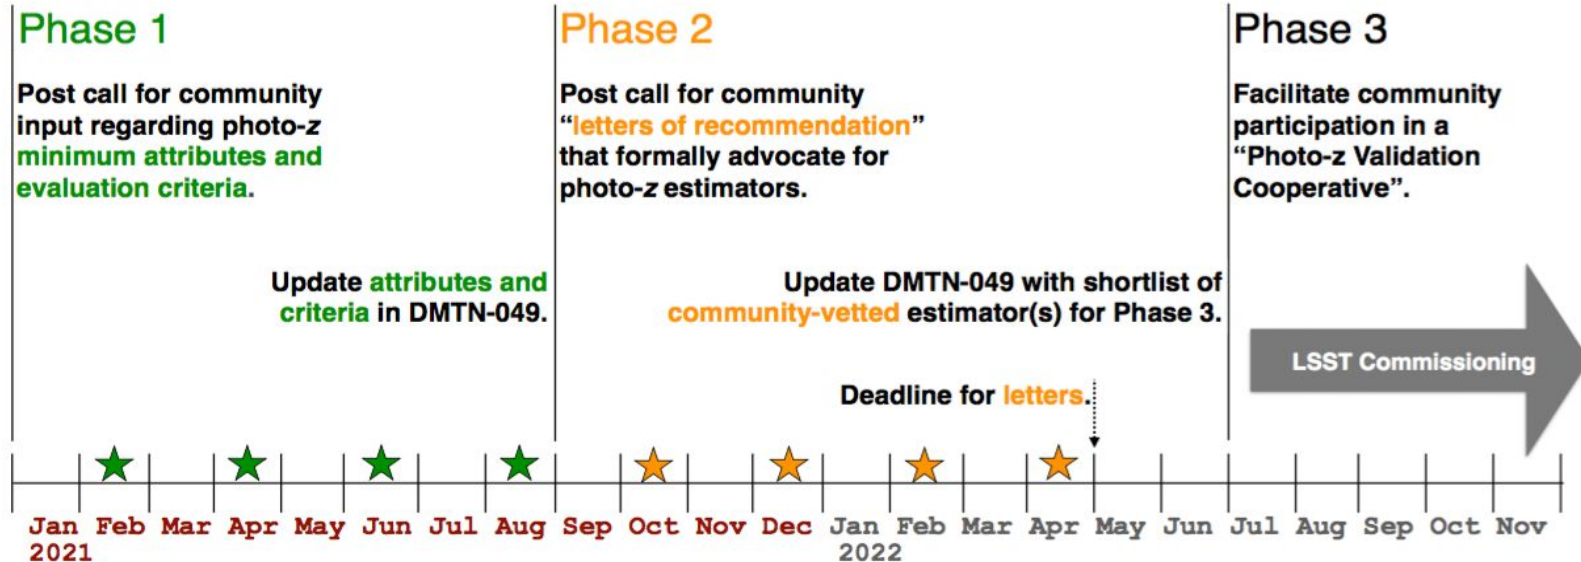 Phase 1
Post call for community
input regarding photo-z
minimum attributes and
evaluation criteria.
Update attributes and
criteria in DMTN-049.
Phase 2
Post call for community
“letters of recommendation”
that formally advocate for
photo-z estimators.
Update DMTN-049 with shortlist of
community-vetted estimator(s) for Phase 3.
Deadline for letters.
Phase 3
Facilitate community
participation in a
“Photo-z Validation
Cooperative”.
LSST Commissioning
Jan Feb Mar Apr May Jun Jul Aug Sep Oct Nov Dec Jan Feb Mar Apr May Jun Jul Aug Sep Oct Nov
2021 2022